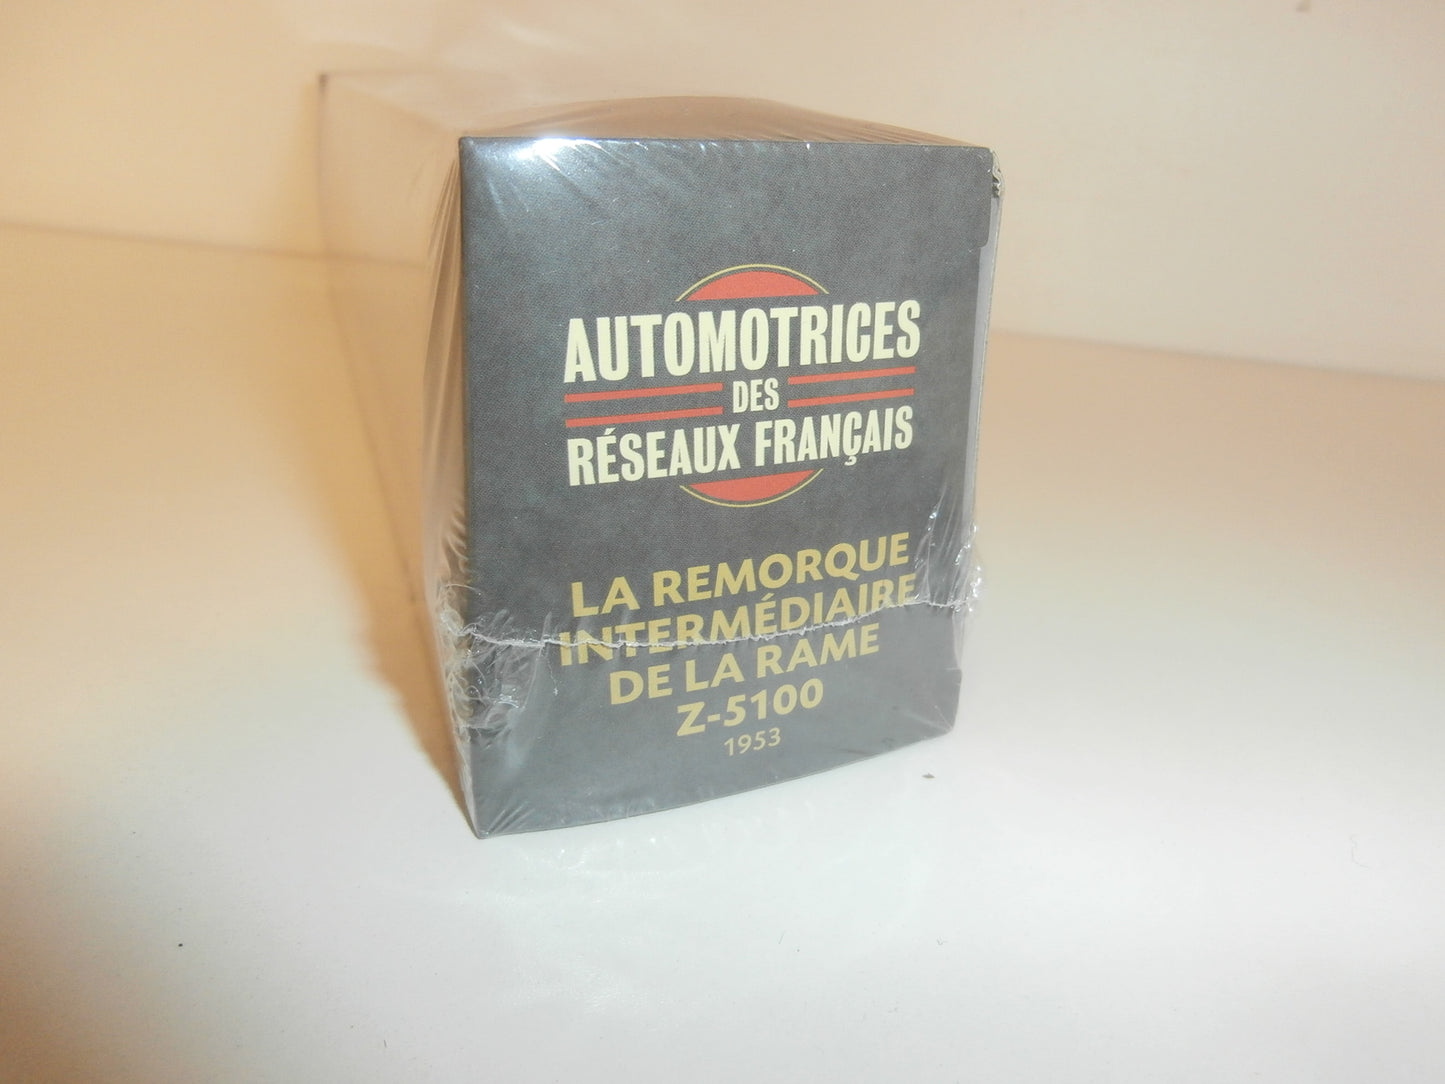 AUTOMOTRICES
DES
RÉSEAUX FRANÇAIS
LA REMORQUE
INTERMÉDIAIRE
DE LA RAME
Z-5100
1953